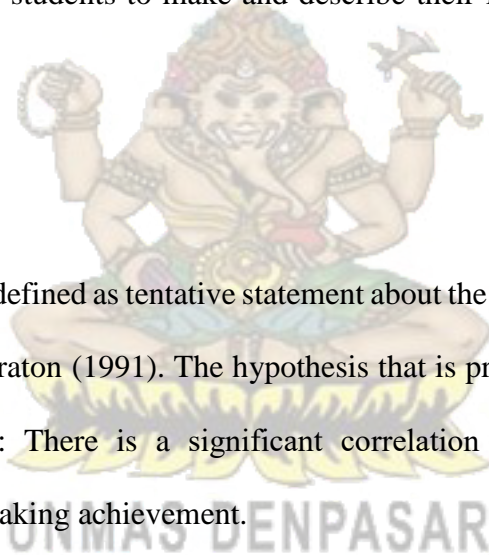 students to make and describe their
defined as tentative statement about the
raton (1991). The hypothesis that is
: There is a significant correlation
aking achievement.
UNMAS DENPASAR